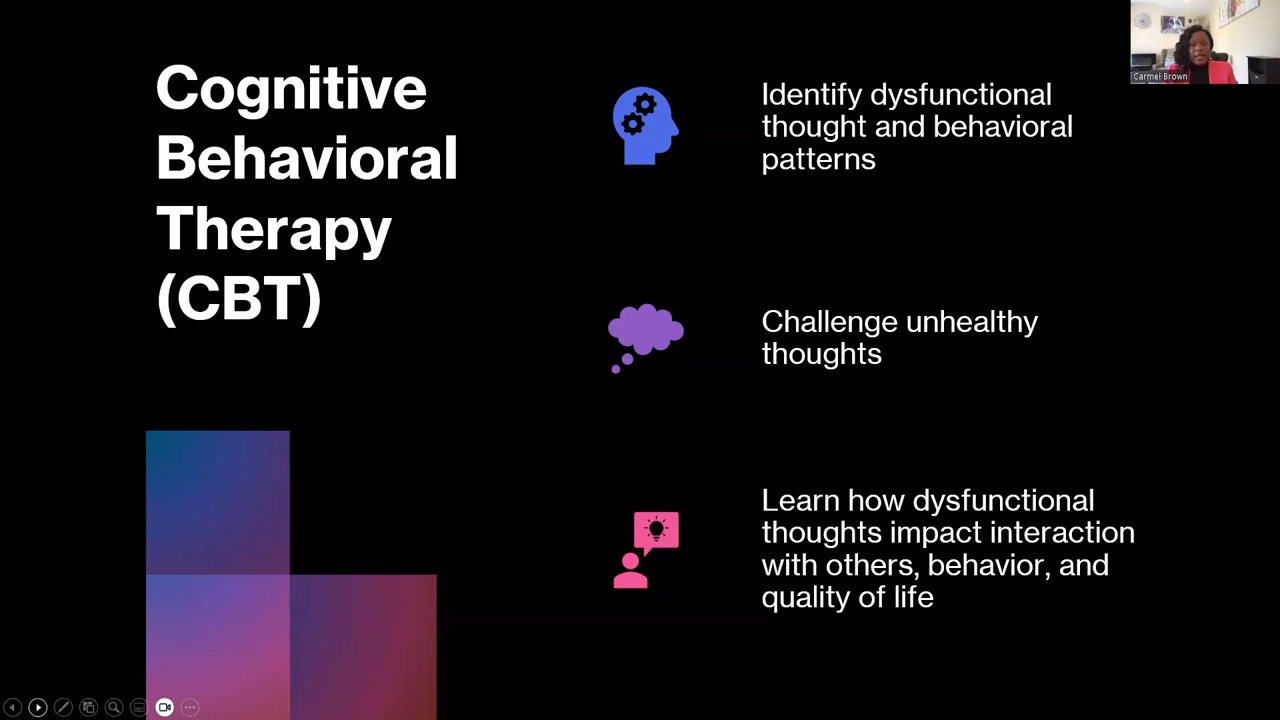 Cognitive
Behavioral
Therapy
(CBT)
Identify dysfunctional
thought and behavioral
patterns
Challenge unhealthy
thoughts
Learn how dysfunctional
thoughts impact interaction
with others, behavior, and
quality of life
Carmel Brown